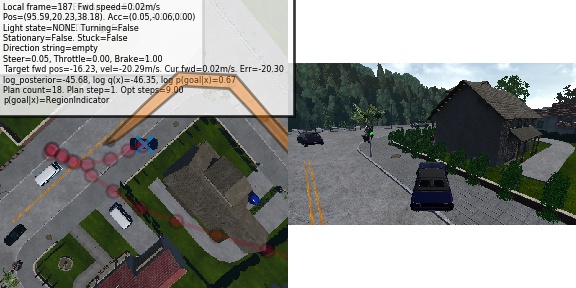 Local frame=187: Fwd speed=0.02m/s
Pos=(95.59,20.23,38.18). Acc=(0.05,-0.06,0.00)
Light state=NONE: Turning=False
Stationary=False. Stuck=False
Direction string=empty
Steer=0.05, Throttle=0.00, Brake=1.00
Target fwd pos=-16.23, vel=-20.29m/s. Cur fwd=0.02m/s. Err=-20.30
log_posterior=-45.68, log q(x)=-46.35, log p(goal|x)=0.67
Plan count=18. Plan step=1. Opt steps=9.00
p(goal|x)=RegionIndicator